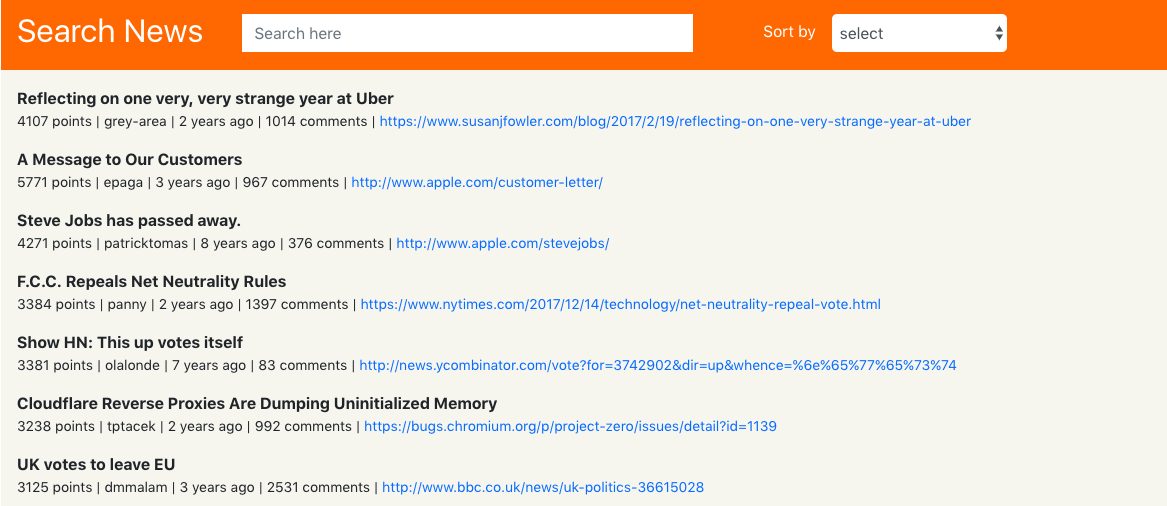 Search News
Search here
Sort by
select
Reflecting on one very, very strange year at Uber
4107 points | grey-area | 2 years ago | 1014 comments | https://www.susanjfowler.com/blog/2017/2/19/reflecting-on-one-very-strange-year-at-uber
A Message to Our Customers
5771 points | epaga | 3 years ago | 967 comments | http://www.apple.com/customer-letter/
Steve Jobs has passed away.
4271 points | patricktomas | 8 years ago | 376 comments | http://www.apple.com/stevejobs/
F.C.C. Repeals Net Neutrality Rules
3384 points | panny | 2 years ago | 1397 comments | https://www.nytimes.com/2017/12/14/technology/net-neutrality-repeal-vote.html
Show HN: This up votes itself
3381 points | olalonde | 7 years ago | 83 comments | http://news.ycombinator.com/vote?for=3742902&dir=up&whence=%6e%65%77%65%73%74
Cloudflare Reverse Proxies Are Dumping Uninitialized Memory
3238 points | tptacek | 2 years ago | 992 comments | https://bugs.chromium.org/p/project-zero/issues/detail?id=1139
UK votes to leave EU
3125 points | dmmalam | 3 years ago | 2531 comments | http://www.bbc.co.uk/news/uk-politics-36615028